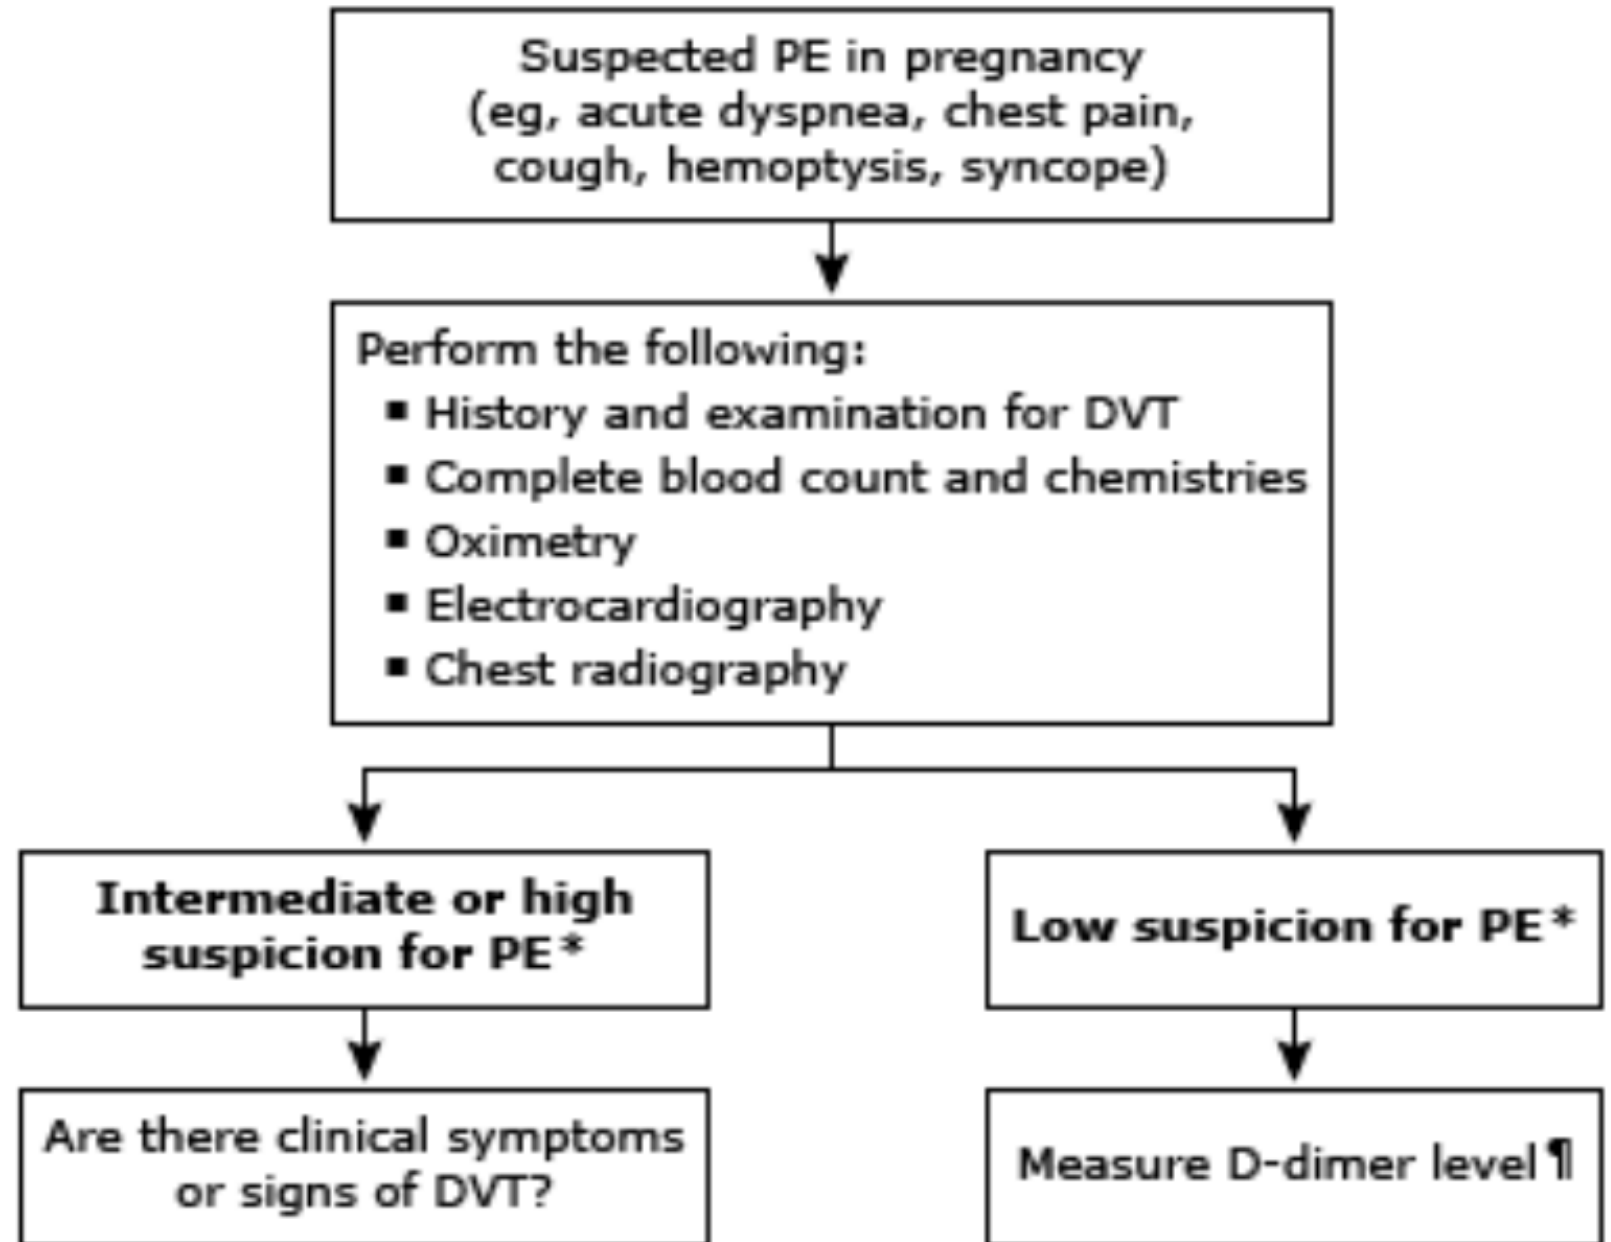 Suspected PE in pregnancy
(eg, acute dyspnea, chest pain,
cough, hemoptysis, syncope)
Perform the following:
▪ History and examination for DVT
▪ Complete blood count and chemistries
▪ Oximetry
▪ Electrocardiography
▪ Chest radiography
Intermediate or high
suspicion for PE*
Low suspicion for PE*
Are there clinical symptoms
or signs of DVT?
Measure D-dimer level¶